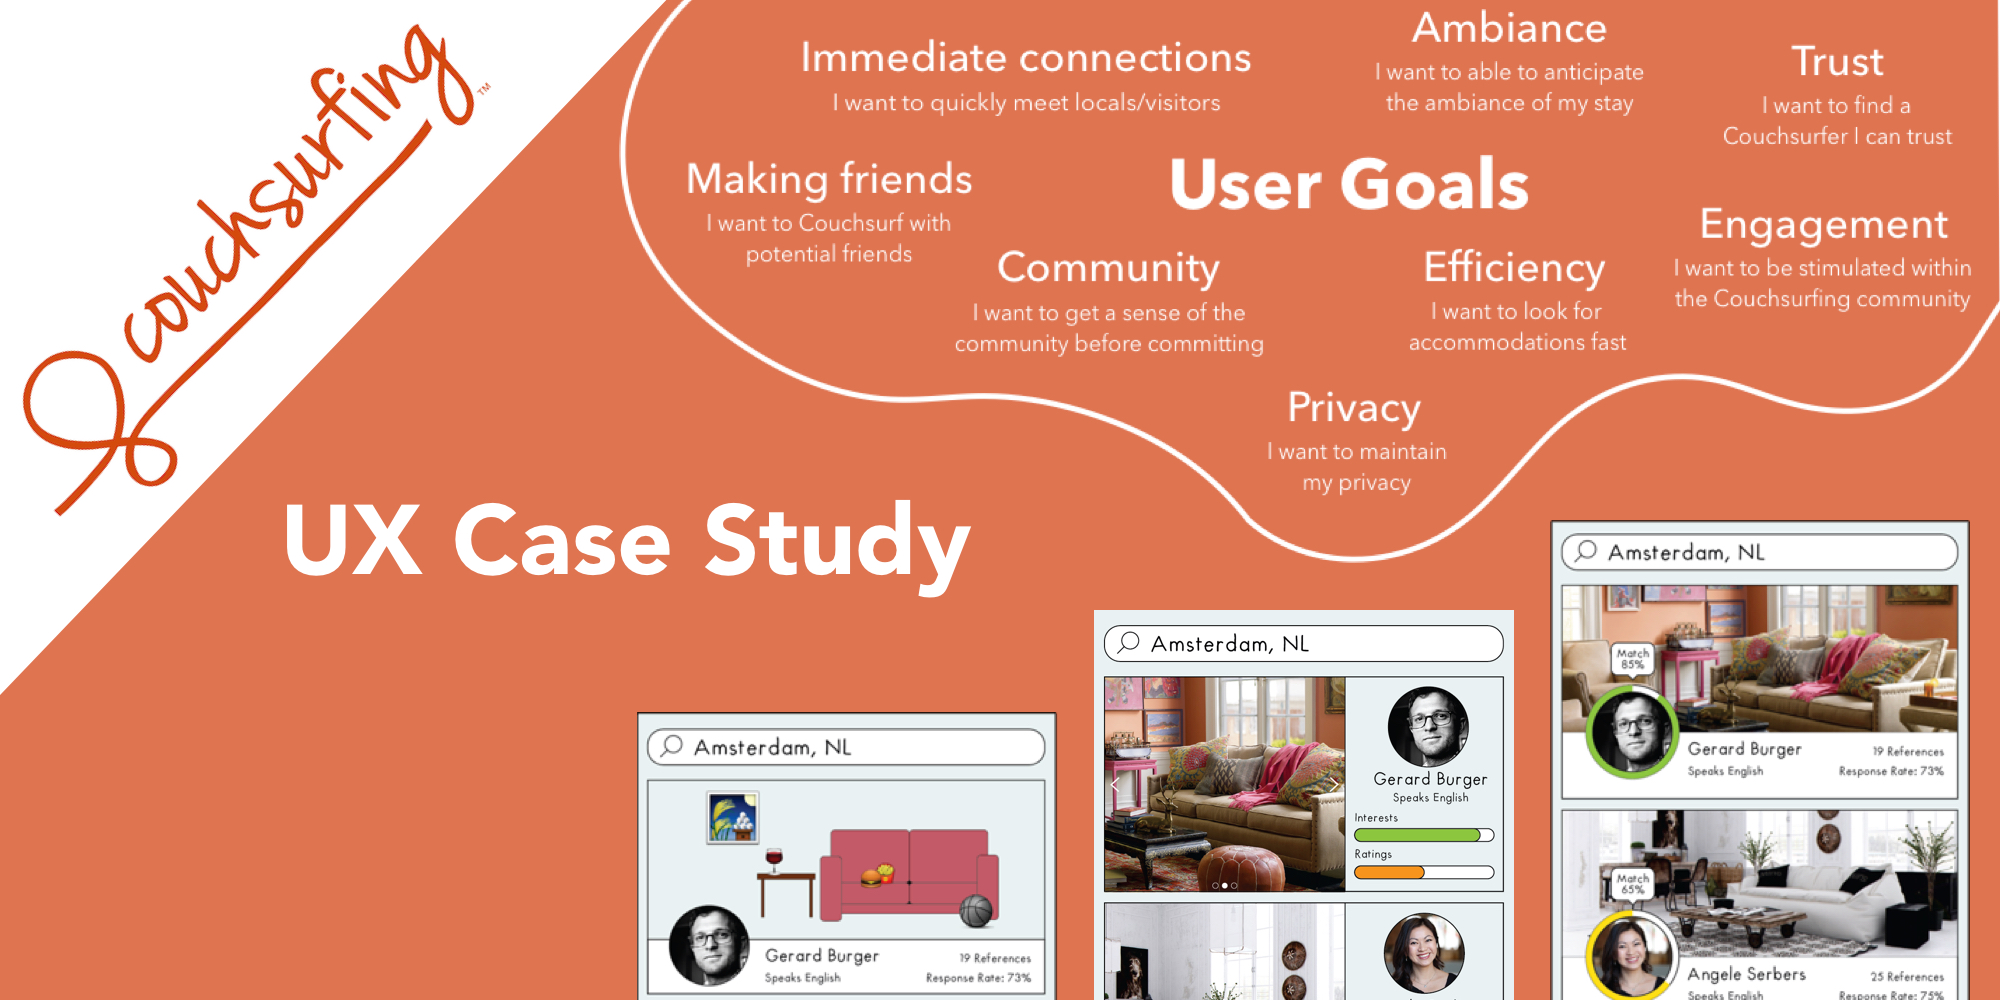 couchsurfing
TM
Immediate connections
I want to quickly meet locals/visitors
Ambiance
I want to able to anticipate
the ambiance of my stay
Trust
I want to find a
Couchsurfer I can trust
User Goals
Making friends
I want to Couchsurf with
potential friends
Community
I want to get a sense of the
community before committing
Efficiency
I want to look for
accommodations fast
Engagement
I want to be stimulated within
the Couchsurfing community
Privacy
I want to maintain
my privacy
UX Case Study
Amsterdam, NL
Gerard Burger
19 References
Speaks English
Response Rate: 73%
Amsterdam, NL
Gerard Burger
Speaks English
Interests
Ratings
Amsterdam, NL
Match
85%
Gerard Burger
19 References
Speaks English
Response Rate: 73%
Match
65%
Angele Serbers
25 References
Speaks English
Response Rate: 75%